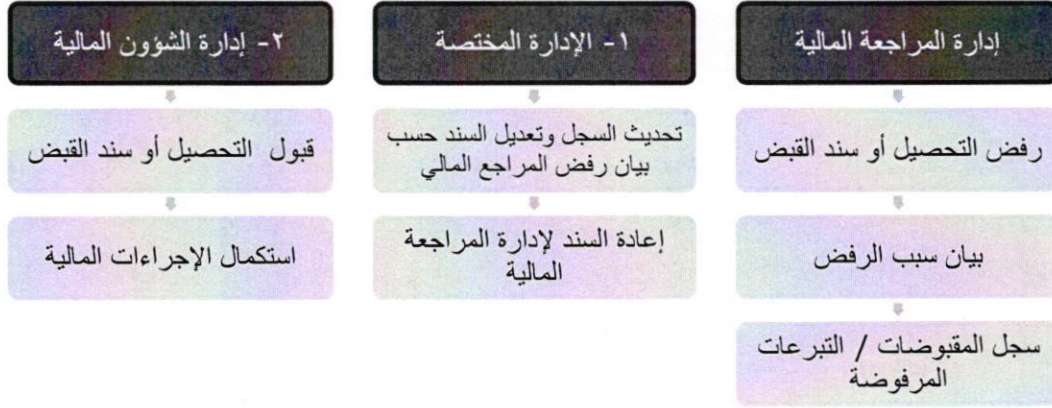 إدارة المراجعة المالية
رفض التحصيل أو سند القبض
بيان سبب الرفض
سجل المقبوضات / التبرعات
المرفوضة
١- الإدارة المختصة
تحديث السجل وتعديل السند حسب
بيان رفض المراجع المالي
إعادة السند لإدارة المراجعة
المالية
٢- إدارة الشؤون المالية
قبول التحصيل أو سند القبض
استكمال الإجراءات المالية